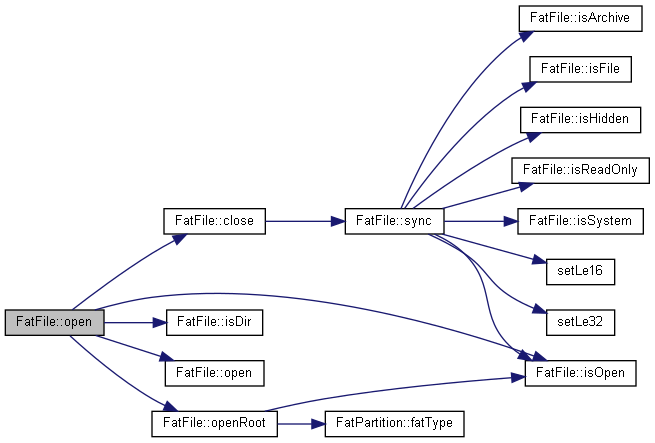 FatFile::isArchive
FatFile::isFile
FatFile::isHidden
FatFile::isReadOnly
FatFile::close
FatFile::sync
FatFile::isSystem
setLe16
FatFile::open
FatFile::isDir
setLe32
FatFile::open
FatFile::isOpen
FatFile::openRoot
FatPartition::fatType